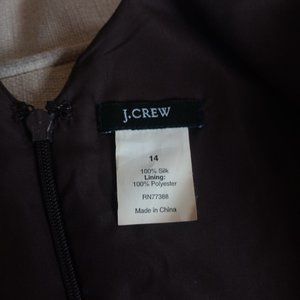 J.CREW
14
100% Silk
Lining:
100% Polyester
RN77388
Made in China